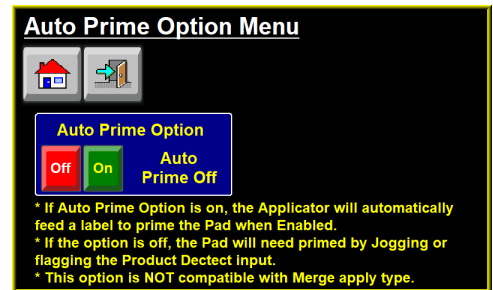 Auto Prime Option Menu
Auto Prime Option
Off On Auto
Prime Off
* If Auto Prime Option is on, the Applicator will automatically
feed a label to prime the Pad when Enabled.
* If the option is off, the Pad will need primed by Jogging or
flagging the Product Dectect input.
* This option is NOT compatible with Merge apply type.